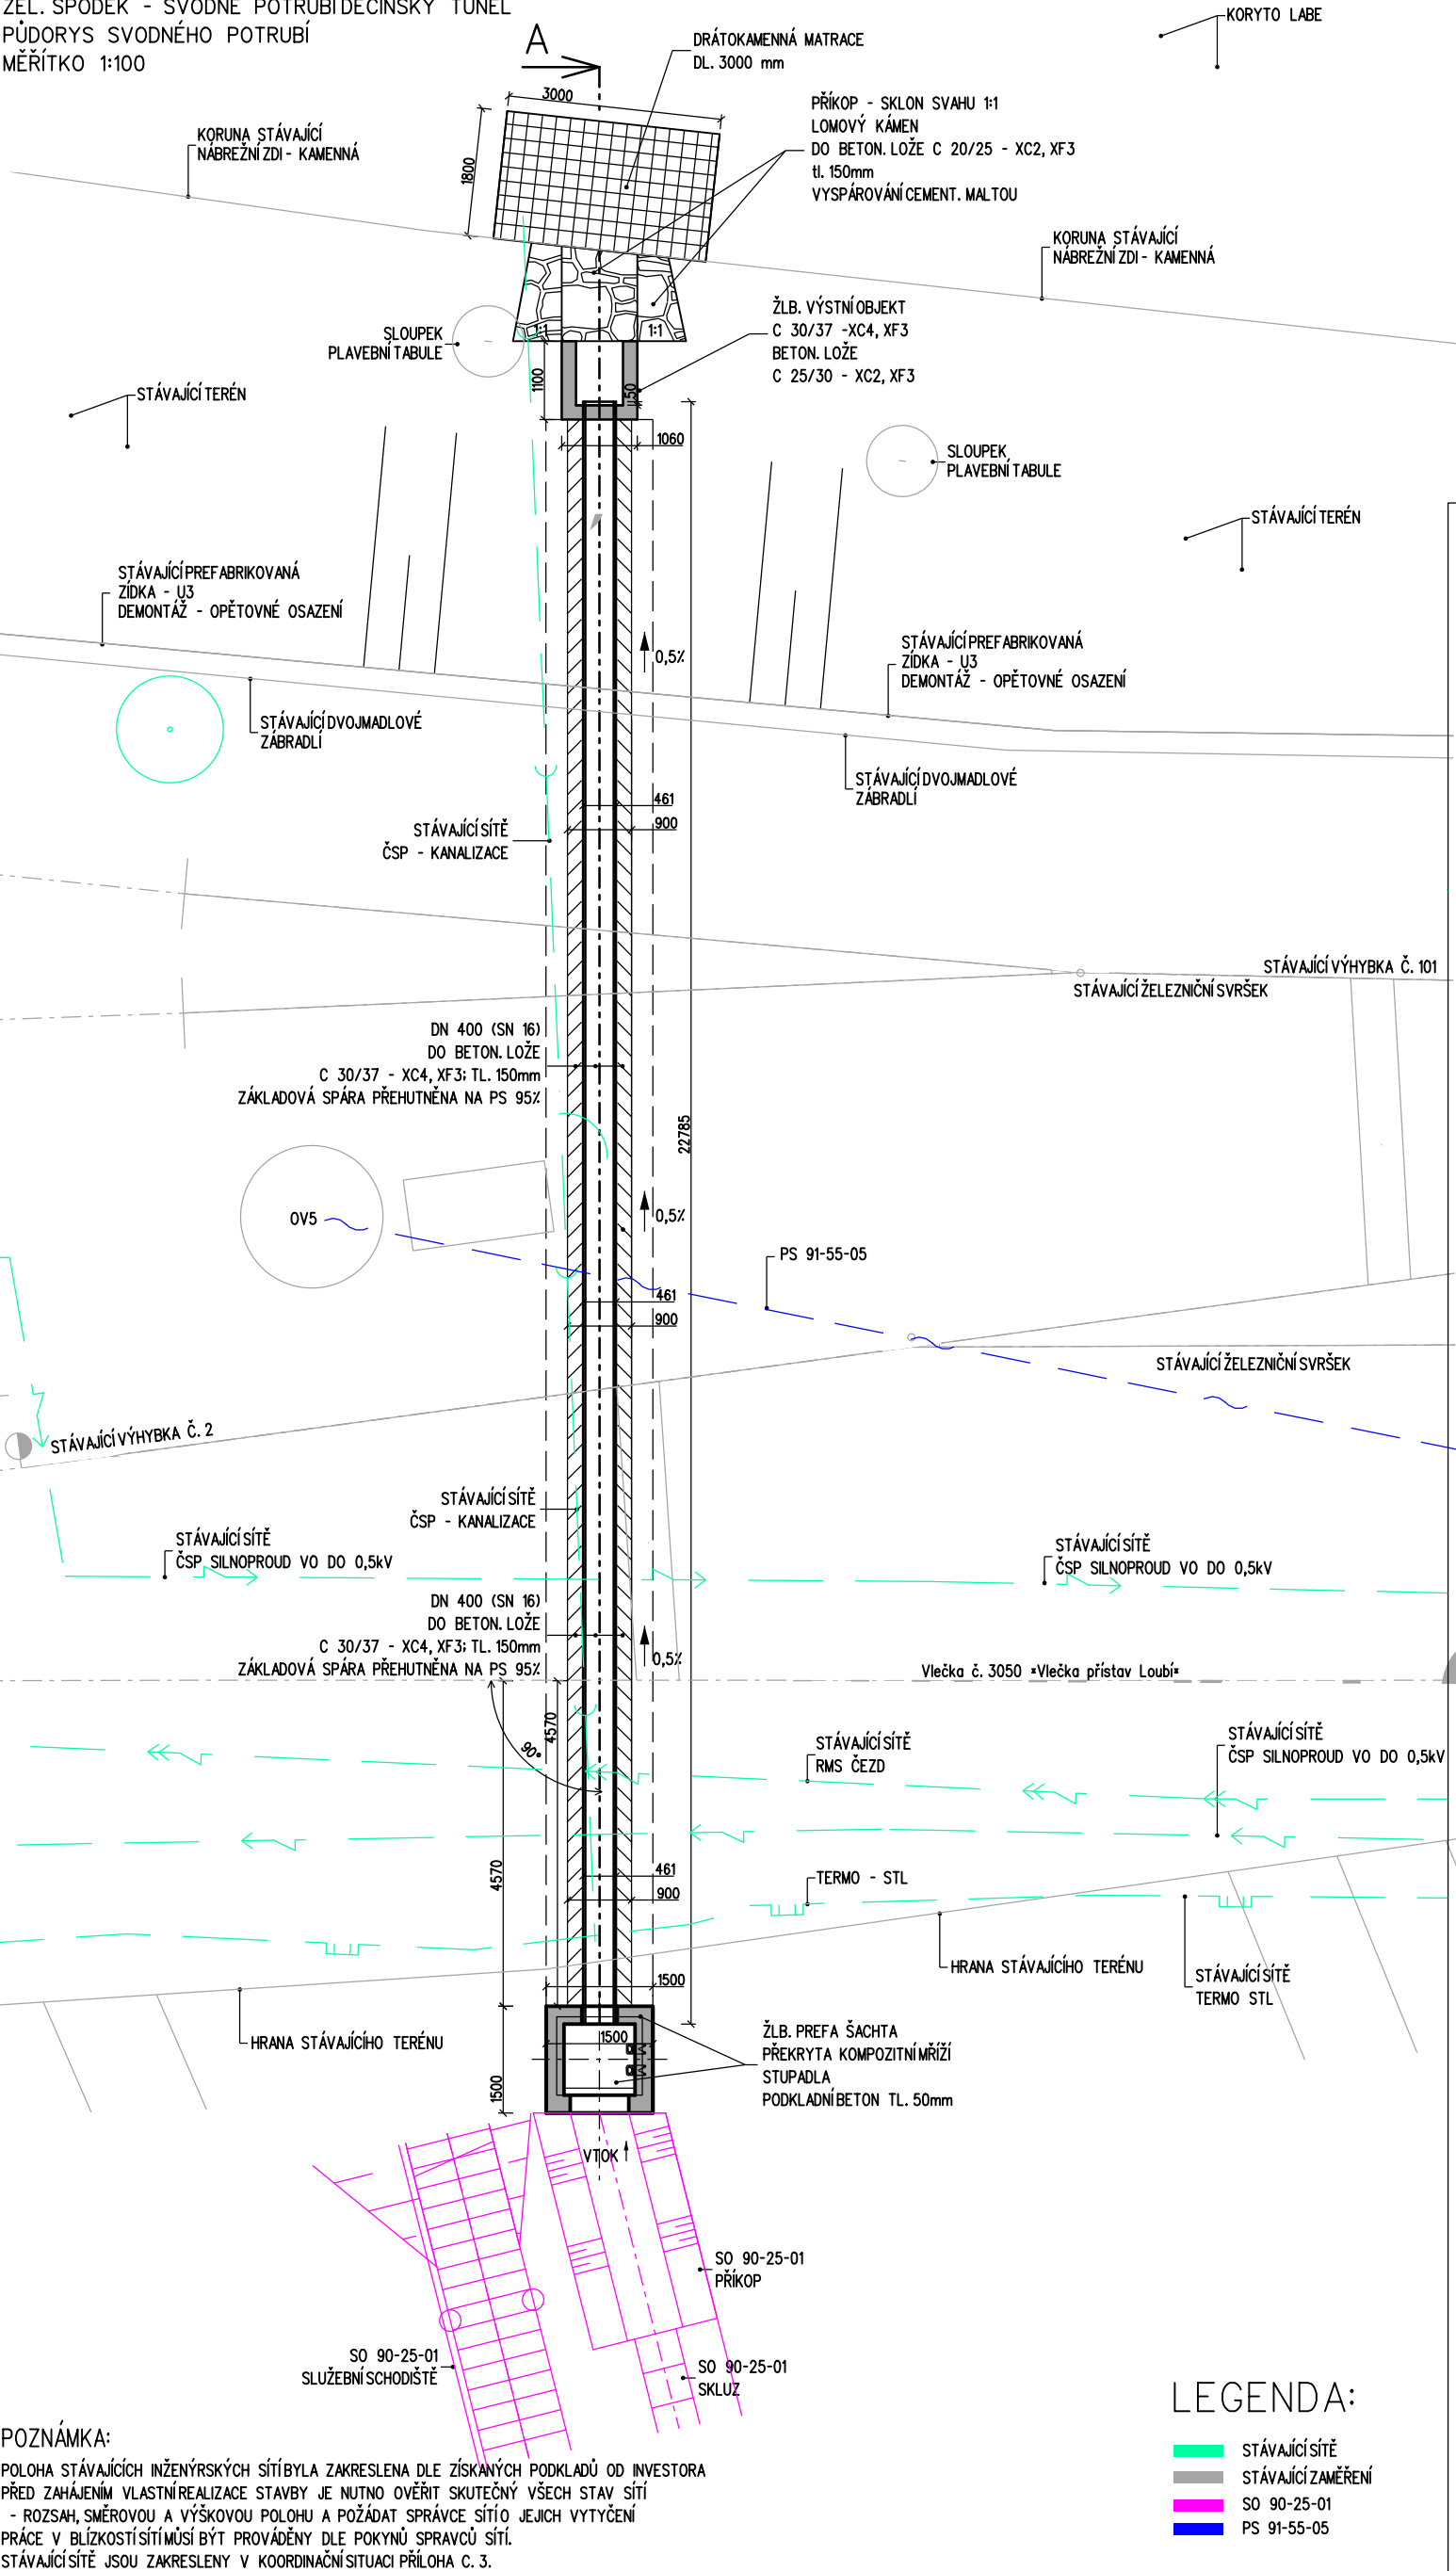 ŽEL. SPODEK - SVODNÉ POTRUBÍ DĚČÍNSKÝ TUNEL
PŮDORYS SVODNÉHO POTRUBÍ
MĚŘÍTKO 1:100
A
KORYTO LABE
DRÁTOKAMENNÁ MATRACE
DL. 3000 mm
3000
1800
PŘÍKOP - SKLON SVAHU 1:1
LOMOVÝ KÁMEN
DO BETON. LOŽE C 20/25 - XC2, XF3
tl. 150mm
VYSPÁROVÁNÍ CEMENT. MALTOU
KORUNA STÁVAJÍCÍ
NÁBREŽNÍ ZDI - KAMENNÁ
KORUNA STÁVAJÍCÍ
NÁBREŽNÍ ZDI - KAMENNÁ
ŽLB. VÝSTNÍ OBJEKT
C 30/37 -XC4, XF3
BETON. LOŽE
C 25/30 - XC2, XF3
1:1
1:1
SLOUPEK
PLAVEBNÍ TABULE
1100
150
1060
STÁVAJÍCÍ TERÉN
SLOUPEK
PLAVEBNÍ TABULE
STÁVAJÍCÍ TERÉN
STÁVAJÍCÍ PREFABRIKOVANÁ
ZÍDKA - U3
DEMONTÁŽ - OPĚTOVNÉ OSAZENÍ
0,5%
STÁVAJÍCÍ PREFABRIKOVANÁ
ZÍDKA - U3
DEMONTÁŽ - OPĚTOVNÉ OSAZENÍ
STÁVAJÍCÍ DVOJMADLOVÉ
ZÁBRADLÍ
STÁVAJÍCÍ DVOJMADLOVÉ
ZÁBRADLÍ
461
900
STÁVAJÍCÍ SÍTĚ
ČSP - KANALIZACE
STÁVAJÍCÍ VÝHYBKA Č. 101
STÁVAJÍCÍ ŽELEZNIČNÍ SVRŠEK
DN 400 (SN 16)
DO BETON. LOŽE
C 30/37 - XC4, XF3; TL. 150mm
ZÁKLADOVÁ SPÁRA PŘEHUTNĚNA NA PS 95%
22785
OV5
0,5%
PS 91-55-05
461
900
STÁVAJÍCÍ ŽELEZNIČNÍ SVRŠEK
STÁVAJÍCÍ VÝHYBKA Č. 2
STÁVAJÍCÍ SÍTĚ
ČSP - KANALIZACE
STÁVAJÍCÍ SÍTĚ
ČSP SILNOPROUD VO DO 0,5kV
STÁVAJÍCÍ SÍTĚ
ČSP SILNOPROUD VO DO 0,5kV
DN 400 (SN 16)
DO BETON. LOŽE
C 30/37 - XC4, XF3; TL. 150mm
ZÁKLADOVÁ SPÁRA PŘEHUTNĚNA NA PS 95%
0,5%
Vlečka č. 3050 "Vlečka přístav Loubí"
4570
90°
STÁVAJÍCÍ SÍTĚ
RMS ČEZD
STÁVAJÍCÍ SÍTĚ
ČSP SILNOPROUD VO DO 0,5kV
4570
461
900
TERMO - STL
HRANA STÁVAJÍCÍHO TERÉNU
STÁVAJÍCÍ SÍTĚ
TERMO STL
1500
HRANA STÁVAJÍCÍHO TERÉNU
1500
1500
ŽLB. PREFA ŠACHTA
PŘEKRYTA KOMPOZITNÍ MŘÍŽÍ
STUPADLA
PODKLADNÍ BETON TL. 50mm
VTOK
SO 90-25-01
PŘÍKOP
SO 90-25-01
SLUŽEBNÍ SCHODIŠTĚ
SO 90-25-01
SKLUZ
LEGENDA:
STÁVAJÍCÍ SÍTĚ
STÁVAJÍCÍ ZAMĚŘENÍ
SO 90-25-01
PS 91-55-05
POZNÁMKA:
POLOHA STÁVAJÍCÍCH INŽENÝRSKÝCH SÍTÍ BYLA ZAKRESLENA DLE ZÍSKANÝCH PODKLADŮ OD INVESTORA
PŘED ZAHÁJENÍM VLASTNÍ REALIZACE STAVBY JE NUTNO OVĚŘIT SKUTEČNÝ VŠECH STAV SÍTÍ
- ROZSAH, SMĚROVOU A VÝŠKOVOU POLOHU A POŽÁDAT SPRÁVCE SÍTÍ O JEJICH VYTYČENÍ
PRÁCE V BLÍZKOSTÍ SÍTÍ MŮSÍ BÝT PROVÁDĚNY DLE POKYNŮ SPRAVCŮ SÍTÍ.
STÁVAJÍCÍ SÍTĚ JSOU ZAKRESLENY V KOORDINAČNÍ SITUACI PŘÍLOHA C. 3.